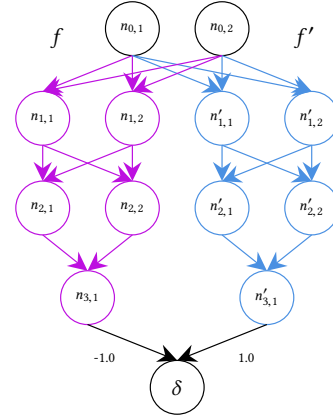 f n₀,₁ n₀,₂ f′
n₁,₁ n₁,₂ n′₁,₁ n′₁,₂
n₂,₁ n₂,₂ n′₂,₁ n′₂,₂
n₃,₁ n′₃,₁
-1.0 1.0
δ